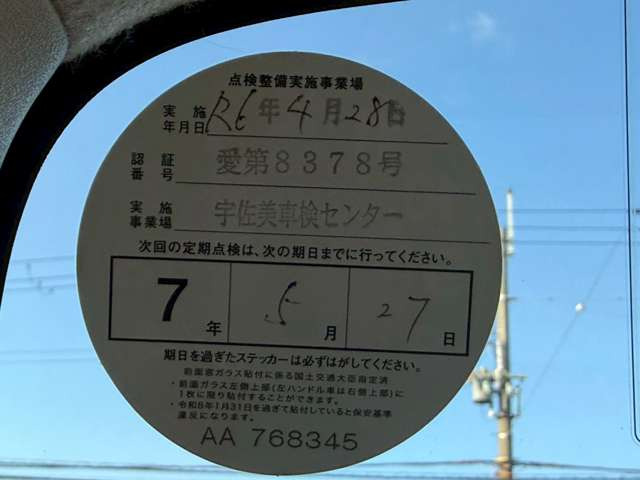 点検整備実施事業場
実施年月日 R6年4月28日
認証番号 愛第8378号
実施事業場 宇佐美車検センター
次回の定期点検は、次の期日までに行ってください。
7年 5月 27日
期日を過ぎたステッカーは必ずはがしてください。
前面窓ガラス貼付に係る国土交通大臣指定済
・前面ガラス左側上部(左ハンドル車は右側上部)に
1枚に限り貼付することができます。
・令和8年1月31日を過ぎて貼付していると保安基準
違反になります。
AA 768345